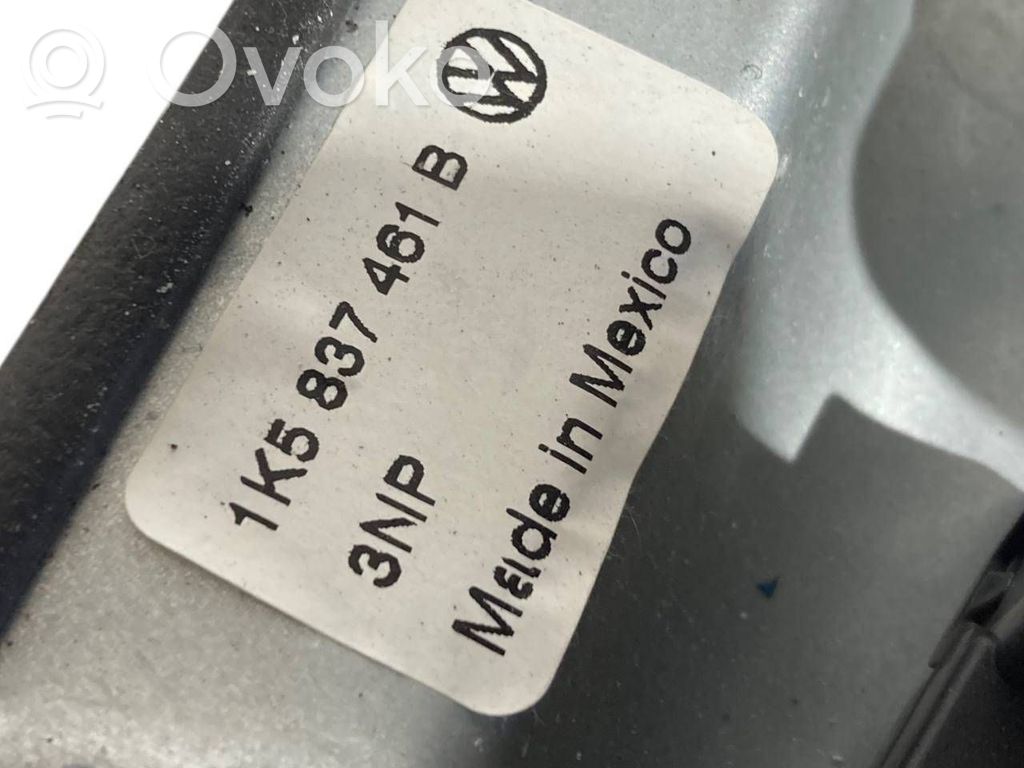 Ovoko
1K5 837 461 B
3NP
Made in Mexico